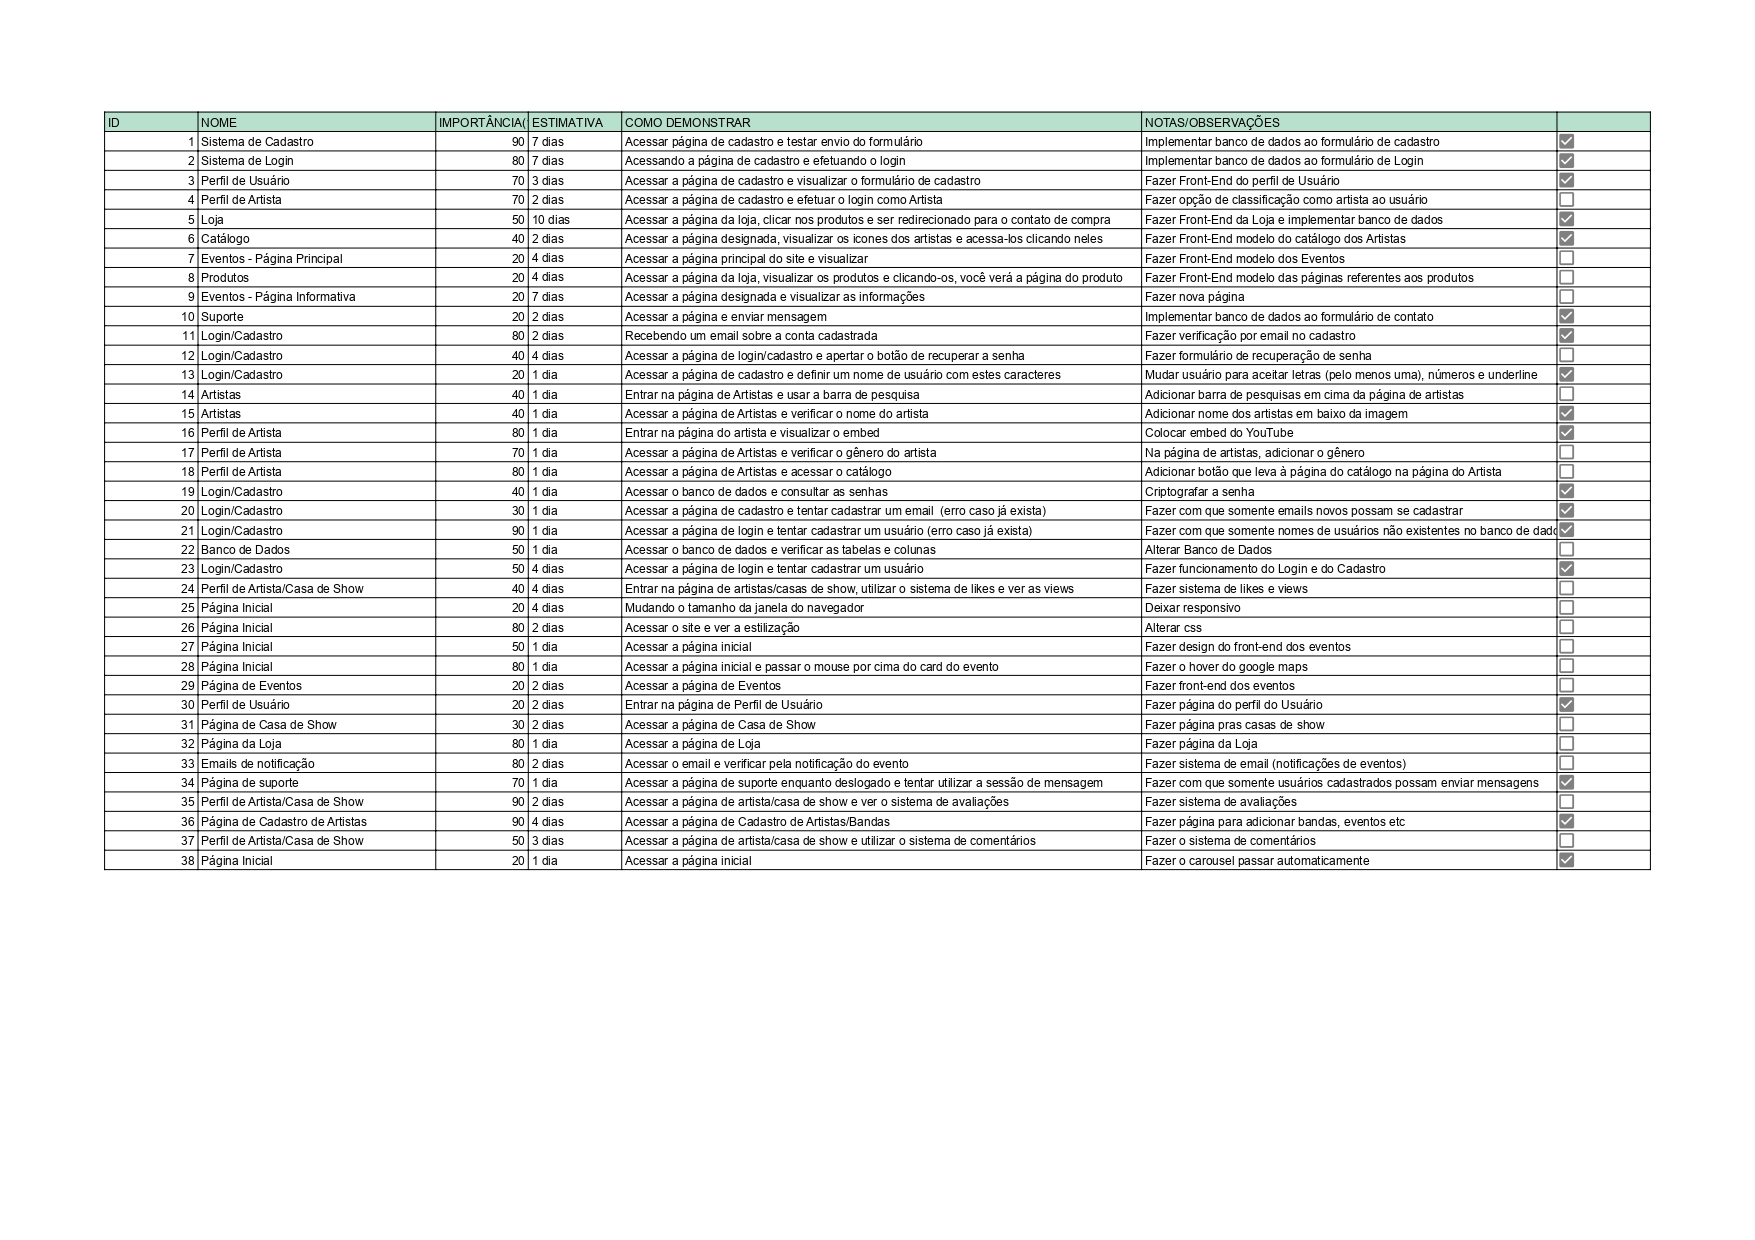 ID NOME IMPORTÂNCIA( ESTIMATIVA COMO DEMONSTRAR NOTAS/OBSERVAÇÕES
1 Sistema de Cadastro 90 7 dias Acessar página de cadastro e testar envio do formulário Implementar banco de dados ao formulário de cadastro
2 Sistema de Login 80 7 dias Acessando a página de cadastro e efetuando o login Implementar banco de dados ao formulário de Login
3 Perfil de Usuário 70 3 dias Acessar a página de cadastro e visualizar o formulário de cadastro Fazer Front-End do perfil de Usuário
4 Perfil de Artista 70 2 dias Acessar a página de cadastro e efetuar o login como Artista Fazer opção de classificação como artista ao usuário
5 Loja 50 10 dias Acessar a página da loja, clicar nos produtos e ser redirecionado para o contato de compra Fazer Front-End da Loja e implementar banco de dados
6 Catálogo 40 2 dias Acessar a página designada, visualizar os icones dos artistas e acessa-los clicando neles Fazer Front-End modelo do catálogo dos Artistas
7 Eventos - Página Principal 20 4 dias Acessar a página principal do site e visualizar Fazer Front-End modelo dos Eventos
8 Produtos 20 4 dias Acessar a página da loja, visualizar os produtos e clicando-os, você verá a página do produto Fazer Front-End modelo das páginas referentes aos produtos
9 Eventos - Página Informativa 20 7 dias Acessar a página designada e visualizar as informações Fazer nova página
10 Suporte 20 2 dias Acessar a página e enviar mensagem Implementar banco de dados ao formulário de contato
11 Login/Cadastro 80 2 dias Recebendo um email sobre a conta cadastrada Fazer verificação por email no cadastro
12 Login/Cadastro 40 4 dias Acessar a página de login/cadastro e apertar o botão de recuperar a senha Fazer formulário de recuperação de senha
13 Login/Cadastro 20 1 dia Acessar a página de cadastro e definir um nome de usuário com estes caracteres Mudar usuário para aceitar letras (pelo menos uma), números e underline
14 Artistas 40 1 dia Entrar na página de Artistas e usar a barra de pesquisa Adicionar barra de pesquisas em cima da página de artistas
15 Artistas 40 1 dia Acessar a página de Artistas e verificar o nome do artista Adicionar nome dos artistas em baixo da imagem
16 Perfil de Artista 80 1 dia Entrar na página do artista e visualizar o embed Colocar embed do YouTube
17 Perfil de Artista 70 1 dia Acessar a página de Artistas e verificar o gênero do artista Na página de artistas, adicionar o gênero
18 Perfil de Artista 80 1 dia Acessar a página de Artistas e acessar o catálogo Adicionar botão que leva à página do catálogo na página do Artista
19 Login/Cadastro 40 1 dia Acessar o banco de dados e consultar as senhas Criptografar a senha
20 Login/Cadastro 30 1 dia Acessar a página de cadastro e tentar cadastrar um email (erro caso já exista) Fazer com que somente emails novos possam se cadastrar
21 Login/Cadastro 90 1 dia Acessar a página de login e tentar cadastrar um usuário (erro caso já exista) Fazer com que somente nomes de usuários não existentes no banco de dado
22 Banco de Dados 50 1 dia Acessar o banco de dados e verificar as tabelas e colunas Alterar Banco de Dados
23 Login/Cadastro 50 4 dias Acessar a página de login e tentar cadastrar um usuário Fazer funcionamento do Login e do Cadastro
24 Perfil de Artista/Casa de Show 40 4 dias Entrar na página de artistas/casas de show, utilizar o sistema de likes e ver as views Fazer sistema de likes e views
25 Página Inicial 20 4 dias Mudando o tamanho da janela do navegador Deixar responsivo
26 Página Inicial 80 2 dias Acessar o site e ver a estilização Alterar css
27 Página Inicial 50 1 dia Acessar a página inicial Fazer design do front-end dos eventos
28 Página Inicial 80 1 dia Acessar a página inicial e passar o mouse por cima do card do evento Fazer o hover do google maps
29 Página de Eventos 20 2 dias Acessar a página de Eventos Fazer front-end dos eventos
30 Perfil de Usuário 20 2 dias Entrar na página de Perfil de Usuário Fazer página do perfil do Usuário
31 Página de Casa de Show 30 2 dias Acessar a página de Casa de Show Fazer página pras casas de show
32 Página da Loja 80 1 dia Acessar a página de Loja Fazer página da Loja
33 Emails de notificação 80 2 dias Acessar o email e verificar pela notificação do evento Fazer sistema de email (notificações de eventos)
34 Página de suporte 70 1 dia Acessar a página de suporte enquanto deslogado e tentar utilizar a sessão de mensagem Fazer com que somente usuários cadastrados possam enviar mensagens
35 Perfil de Artista/Casa de Show 90 2 dias Acessar a página de artista/casa de show e ver o sistema de avaliações Fazer sistema de avaliações
36 Página de Cadastro de Artistas 90 4 dias Acessar a página de Cadastro de Artistas/Bandas Fazer página para adicionar bandas, eventos etc
37 Perfil de Artista/Casa de Show 50 3 dias Acessar a página de artista/casa de show e utilizar o sistema de comentários Fazer o sistema de comentários
38 Página Inicial 20 1 dia Acessar a página inicial Fazer o carousel passar automaticamente